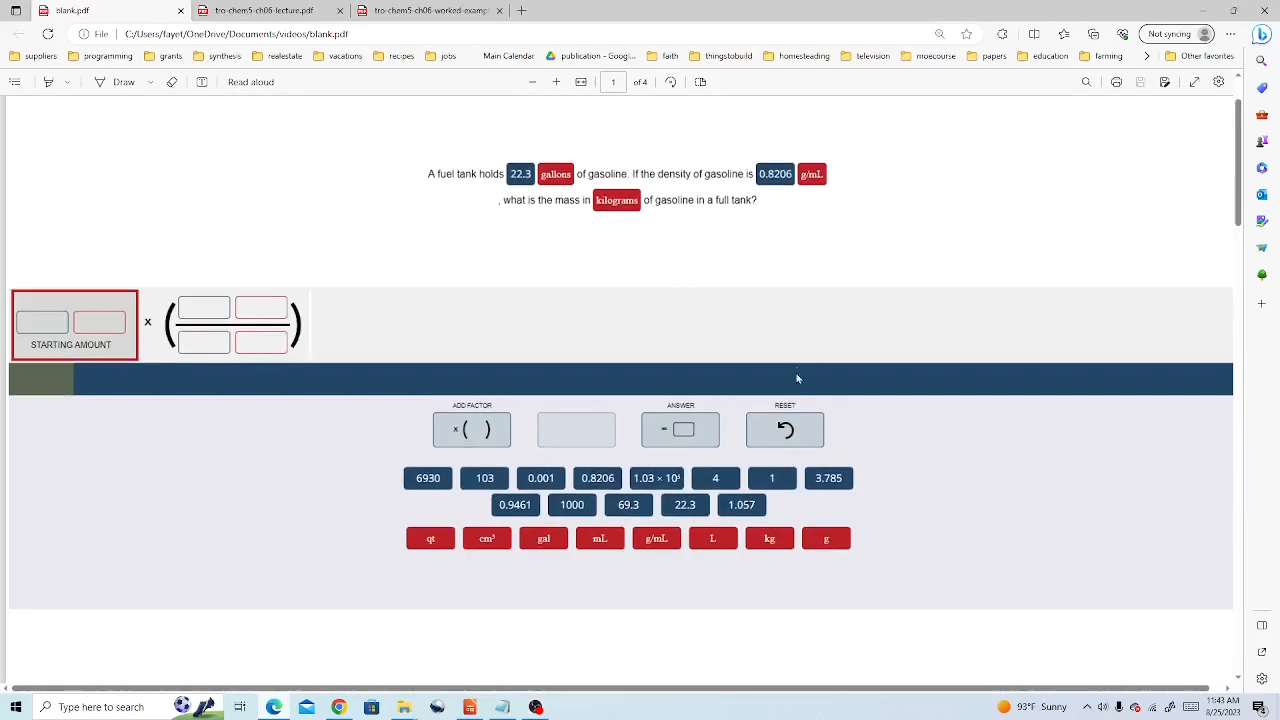 blank.pdf
tro-chem5-ch06-lecture.pdf
tro-chem5-ch06-worked-exampl
File
C:/Users/fayef/OneDrive/Documents/videos/blank.pdf
Not syncing
suppliers programming grants synthesis realestate vacations recipes jobs Main Calendar publication - Googl... faith thingstobuild homesteading television moecourse papers education farming Other favorites
Draw Read aloud 1 of 4
A fuel tank holds 22.3 gallons of gasoline. If the density of gasoline is 0.8206 g/mL
, what is the mass in kilograms of gasoline in a full tank?
x ( )
STARTING AMOUNT
ADD FACTOR ANSWER RESET
x ( ) =
6930 103 0.001 0.8206 4 1 3.785
0.9461 1000 69.3 22.3 1.057
qt cm³ gal mL g/mL L kg g
Type here to search
93°F Sunny
11:43 AM
8/25/2023